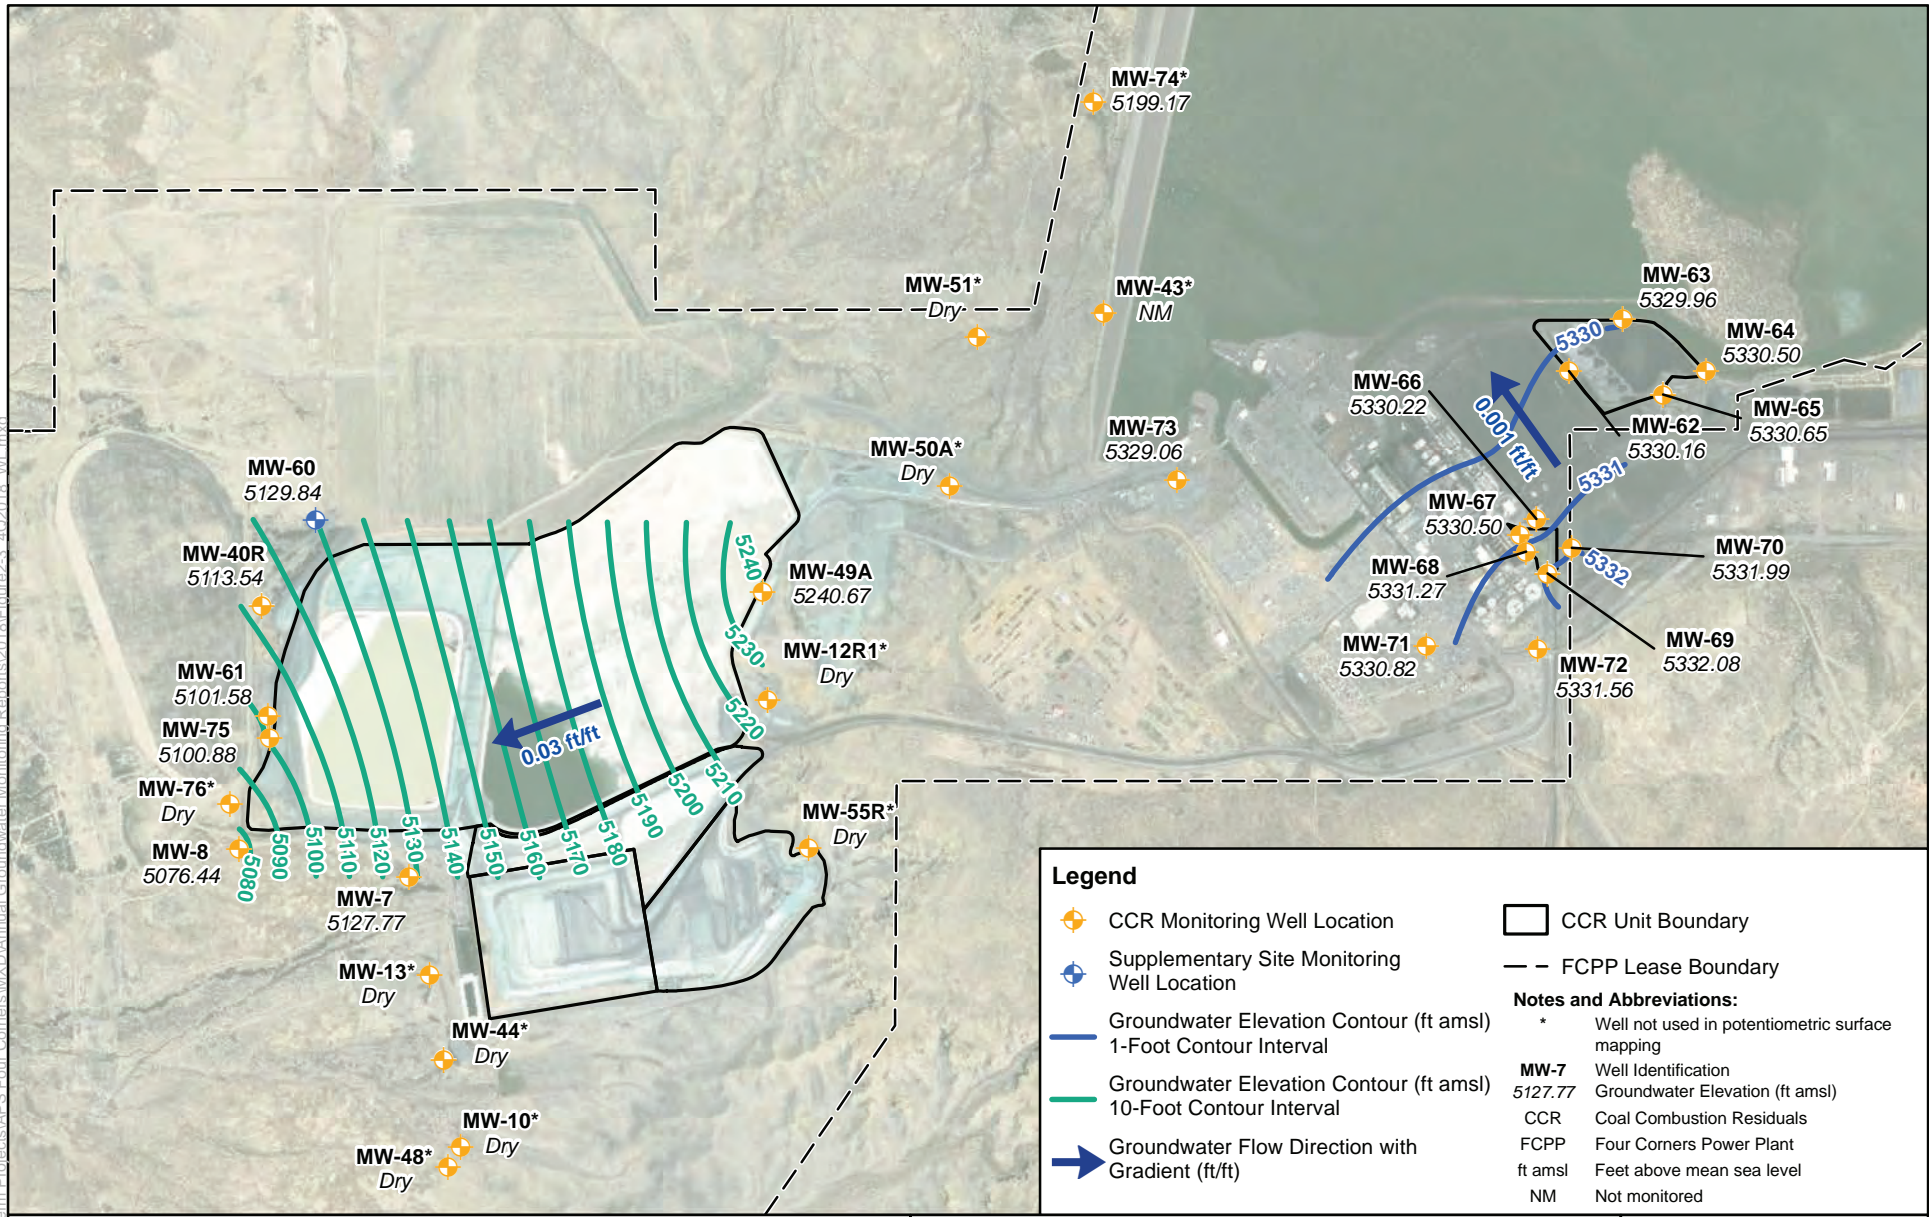 MW-74*
5199.17
MW-51*
Dry
MW-43*
NM
MW-63
5329.96
MW-64
5330.50
5330
MW-66
5330.22
0.001 ft/ft
MW-65
5330.65
MW-62
5330.16
MW-73
5329.06
MW-50A*
Dry
5331
MW-60
5129.84
MW-67
5330.50
MW-40R
5113.54
MW-70
5331.99
5332
MW-68
5331.27
5240
MW-49A
5240.67
MW-71
5330.82
MW-69
5332.08
MW-72
5331.56
5230
MW-12R1*
Dry
MW-61
5101.58
MW-75
5100.88
5220
0.03 ft/ft
MW-76*
Dry
5210
5200
5190
MW-55R*
Dry
MW-8
5076.44
5080
5090
5100
5110
5120
5130
5140
5150
5160
5170
5180
MW-7
5127.77
MW-13*
Dry
MW-44*
Dry
MW-10*
Dry
MW-48*
Dry
Legend
CCR Monitoring Well Location
Supplementary Site Monitoring
Well Location
Groundwater Elevation Contour (ft amsl)
1-Foot Contour Interval
Groundwater Elevation Contour (ft amsl)
10-Foot Contour Interval
Groundwater Flow Direction with
Gradient (ft/ft)
CCR Unit Boundary
FCPP Lease Boundary
Notes and Abbreviations:
* Well not used in potentiometric surface
mapping
MW-7 Well Identification
5127.77 Groundwater Elevation (ft amsl)
CCR Coal Combustion Residuals
FCPP Four Corners Power Plant
ft amsl Feet above mean sea level
NM Not monitored